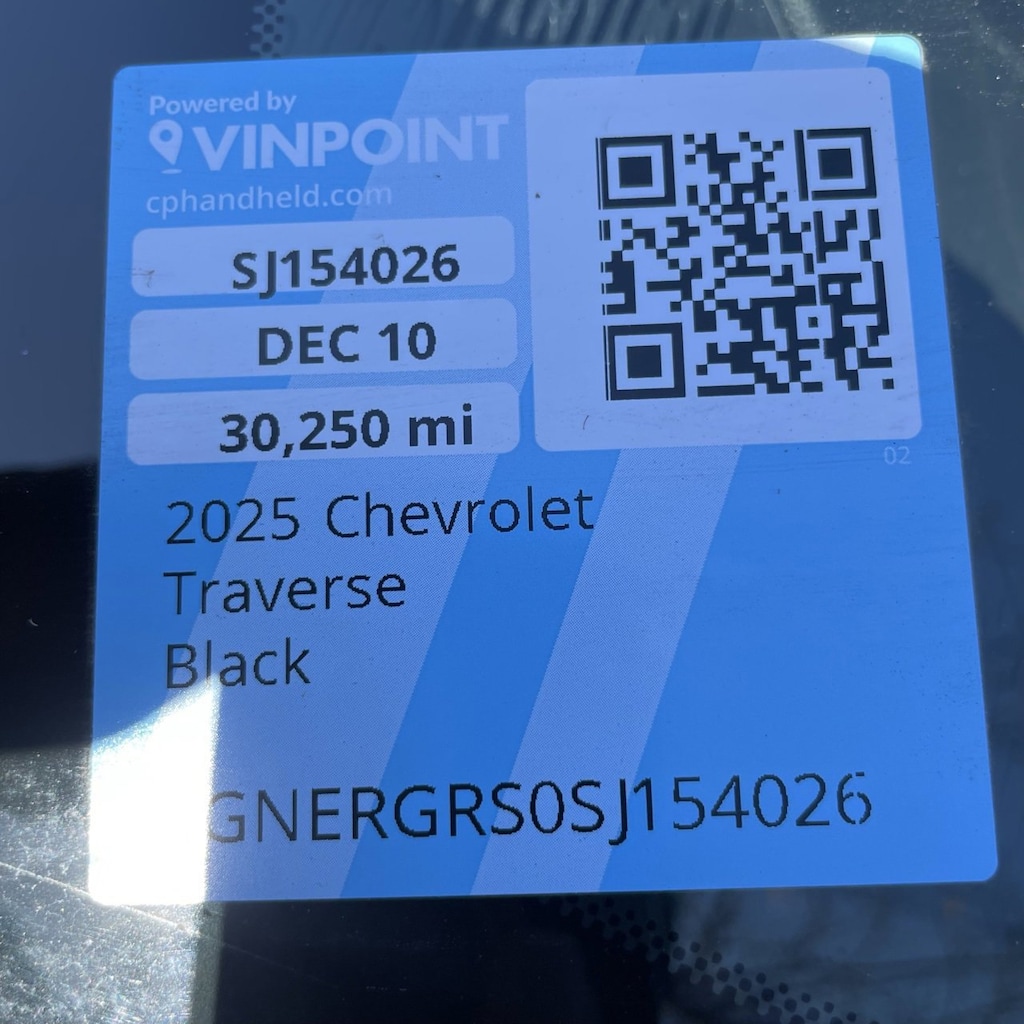 Powered by
VINPOINT
cphandheld.com
SJ154026
DEC 10
30,250 mi
02
2025 Chevrolet
Traverse
Black
GNERGRS0SJ154026